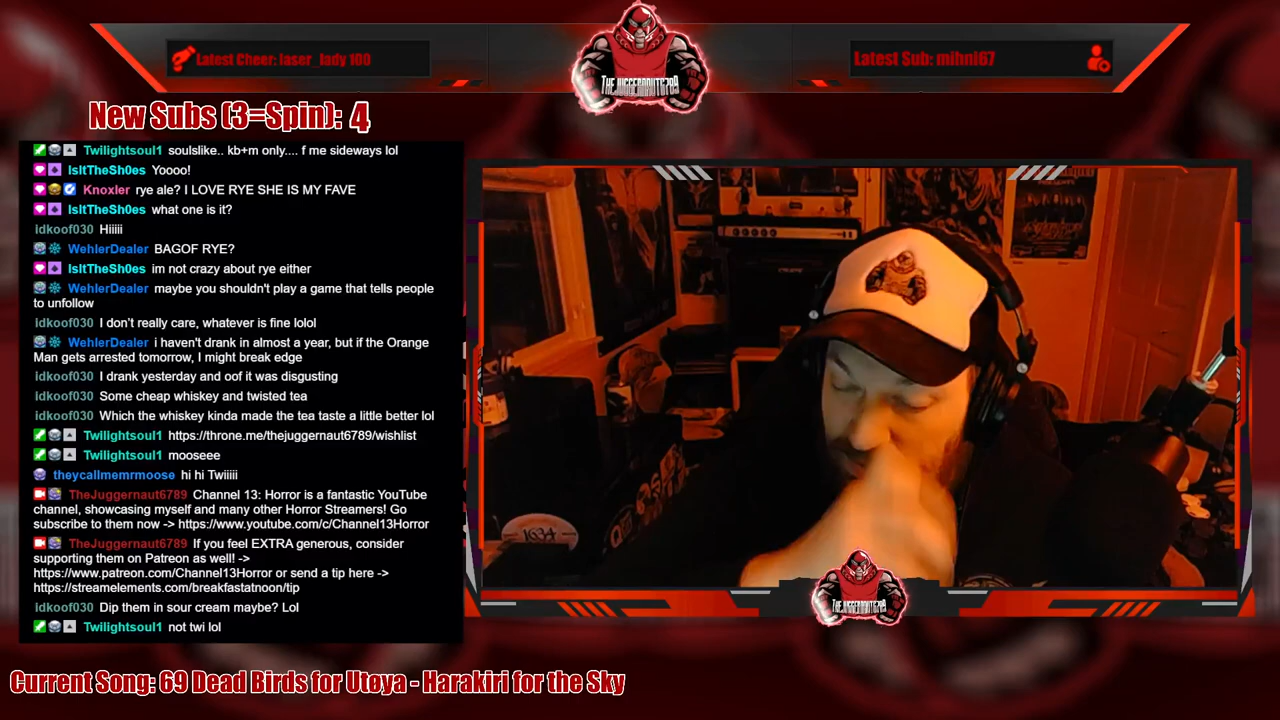 Latest Cheer: laser_lady 100
THEJUGGERNAUT6789
Latest Sub: mihni67
New Subs (3=Spin): 4
Twilightsoul1 soulslike.. kb+m only.... f me sideways lol
IsItTheSh0es Yoooo!
Knoxler rye ale? I LOVE RYE SHE IS MY FAVE
IsItTheSh0es what one is it?
idkoof030 Hiiiii
WehlerDealer BAGOF RYE?
IsItTheSh0es im not crazy about rye either
WehlerDealer maybe you shouldn't play a game that tells people
to unfollow
idkoof030 I don't really care, whatever is fine lolol
WehlerDealer i haven't drank in almost a year, but if the Orange
Man gets arrested tomorrow, I might break edge
idkoof030 I drank yesterday and oof it was disgusting
idkoof030 Some cheap whiskey and twisted tea
idkoof030 Which the whiskey kinda made the tea taste a little better lol
Twilightsoul1 https://throne.me/thejuggernaut6789/wishlist
Twilightsoul1 mooseee
theycallmemrmoose hi hi Twiiiii
TheJuggernaut6789 Channel 13: Horror is a fantastic YouTube
channel, showcasing myself and many other Horror Streamers! Go
subscribe to them now -> https://www.youtube.com/c/Channel13Horror
TheJuggernaut6789 If you feel EXTRA generous, consider
supporting them on Patreon as well! ->
https://www.patreon.com/Channel13Horror or send a tip here ->
https://streamelements.com/breakfastatnoon/tip
idkoof030 Dip them in sour cream maybe? Lol
Twilightsoul1 not twi lol
1634
THEJUGGERNAUT6789
Current Song: 69 Dead Birds for Utøya - Harakiri for the Sky